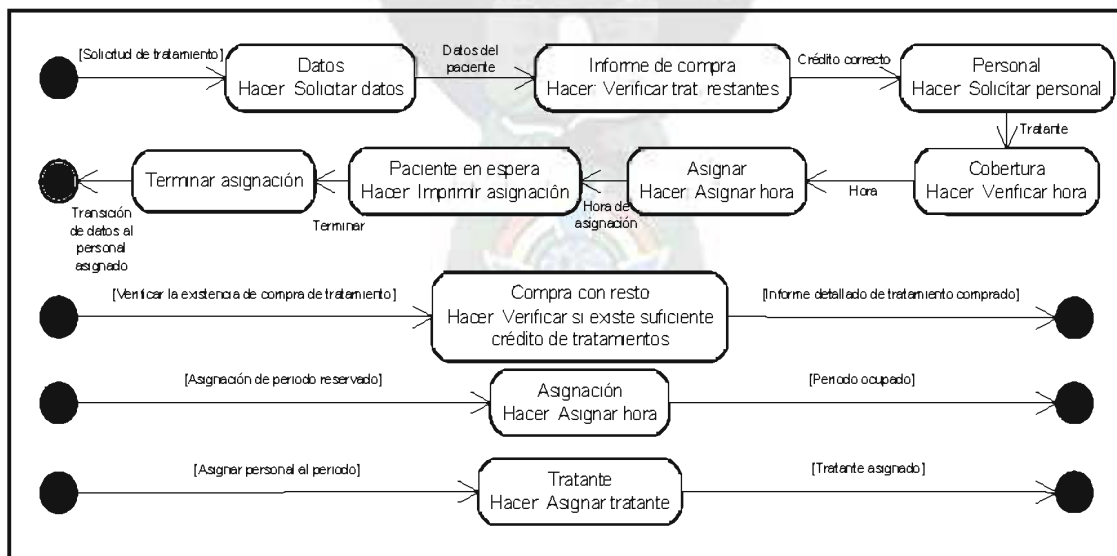 [Solicitud de tratamiento]
Datos
Hacer Solicitar datos
Datos del
paciente
Informe de compra
Hacer: Verificar trat. restantes
Crédito correcto
Personal
Hacer Solicitar personal
Tratante
Cobertura
Hacer Verificar hora
Hora
Asignar
Hacer Asignar hora
Hora de
asignación
Paciente en espera
Hacer Imprimir asignación
Terminar
Terminar asignación
Transición
de datos al
personal
asignado
[Verificar la existencia de compra de tratamiento]
Compra con resto
Hacer Verificar si existe suficiente
crédito de tratamientos
[Informe detallado de tratamiento comprado]
[Asignación de periodo reservado]
Asignación
Hacer Asignar hora
[Periodo ocupado]
[Asignar personal al periodo]
Tratante
Hacer Asignar tratante
[Tratante asignado]